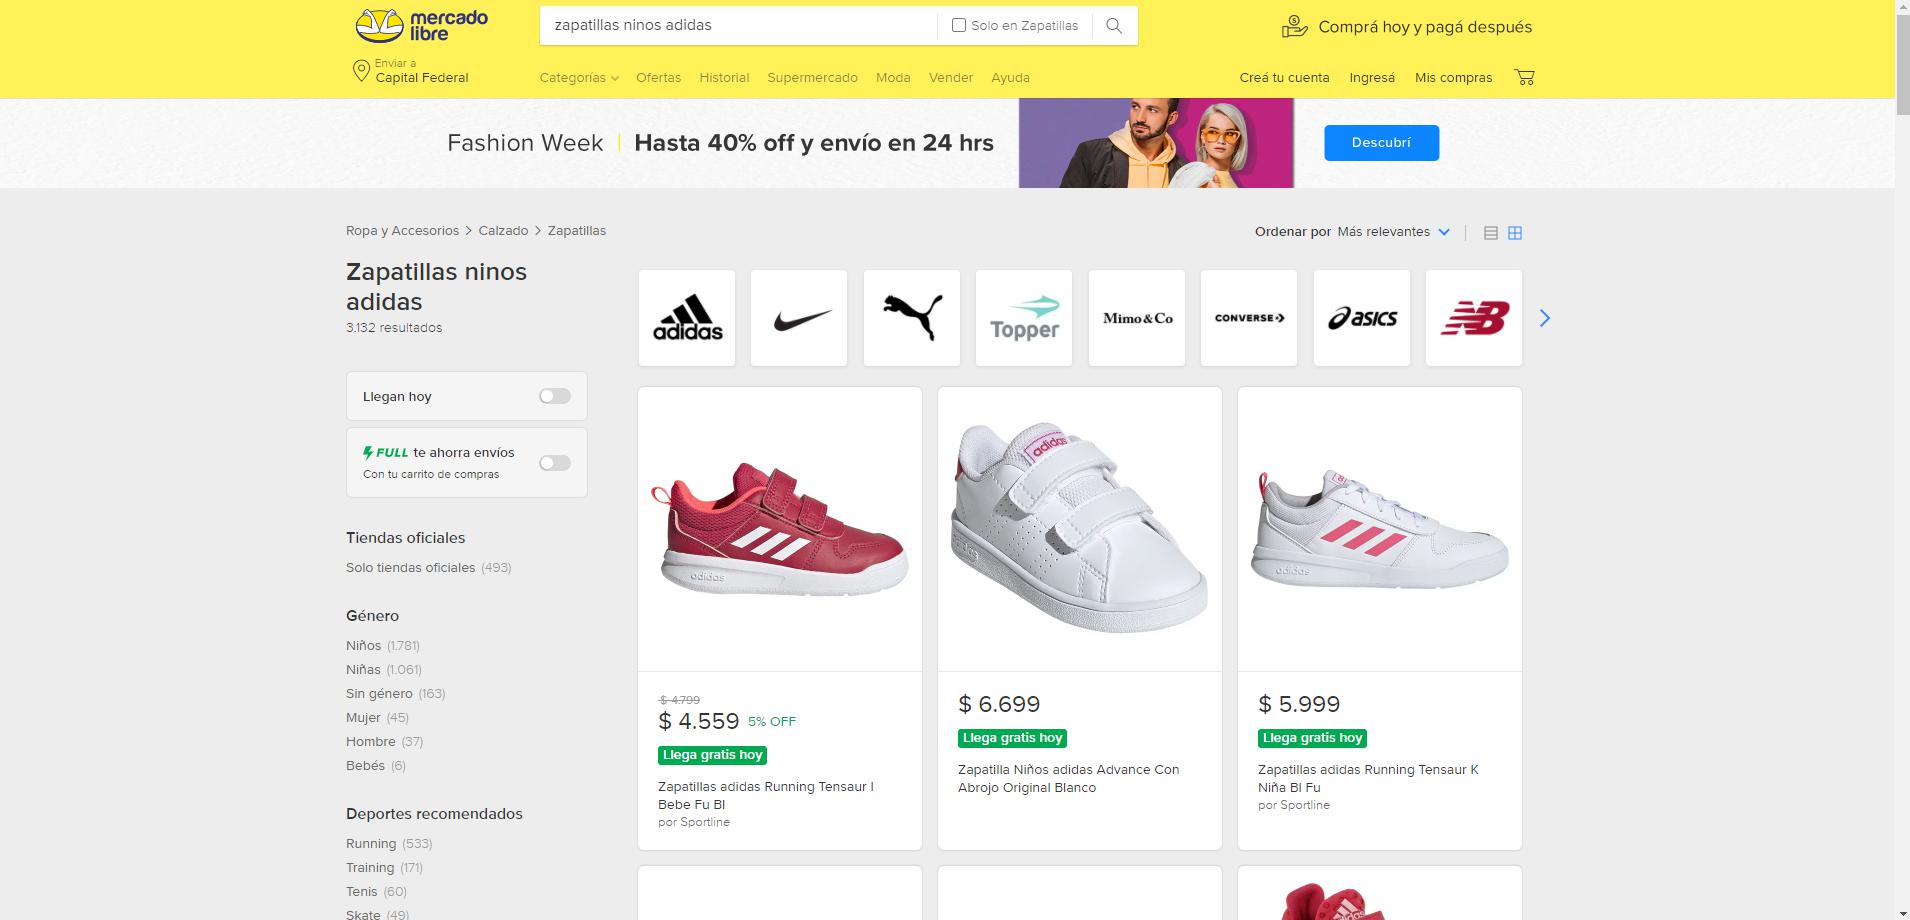 mercado
libre
zapatillas ninos adidas
Solo en Zapatillas
Comprá hoy y pagá después
Enviar a
Capital Federal
Categorías
Ofertas
Historial
Supermercado
Moda
Vender
Ayuda
Creá tu cuenta
Ingresá
Mis compras
Fashion Week
Hasta 40% off y envío en 24 hrs
Descubrí
Ropa y Accesorios > Calzado > Zapatillas
Ordenar por Más relevantes
Zapatillas ninos
adidas
3.132 resultados
adidas
Topper
Mimo&Co
CONVERSE
asics
NB
Llegan hoy
FULL te ahorra envíos
Con tu carrito de compras
Tiendas oficiales
Solo tiendas oficiales (493)
Género
Niños (1.781)
Niñas (1.061)
Sin género (163)
Mujer (45)
Hombre (37)
Bebés (6)
Deportes recomendados
Running (533)
Training (171)
Tenis (60)
Skate (49)
adidas
$ 4.799
$ 4.559 5% OFF
Llega gratis hoy
Zapatillas adidas Running Tensaur I
Bebe Fu Bl
por Sportline
adidas
adidas
$ 6.699
Llega gratis hoy
Zapatilla Niños adidas Advance Con
Abrojo Original Blanco
adidas
$ 5.999
Llega gratis hoy
Zapatillas adidas Running Tensaur K
Niña Bl Fu
por Sportline
adidas